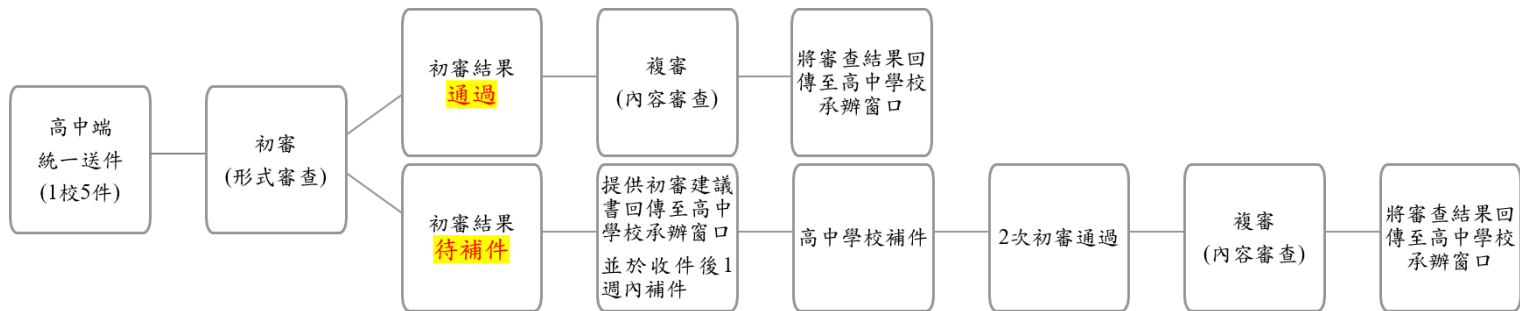 高中端
統一送件
(1校5件)
初審
(形式審查)
初審結果
通過
複審
(內容審查)
將審查結果回
傳至高中學校
承辦窗口
初審結果
待補件
提供初審建議
書回傳至高中
學校承辦窗口
並於收件後1
週內補件
高中學校補件
2次初審通過
複審
(內容審查)
將審查結果回
傳至高中學校
承辦窗口